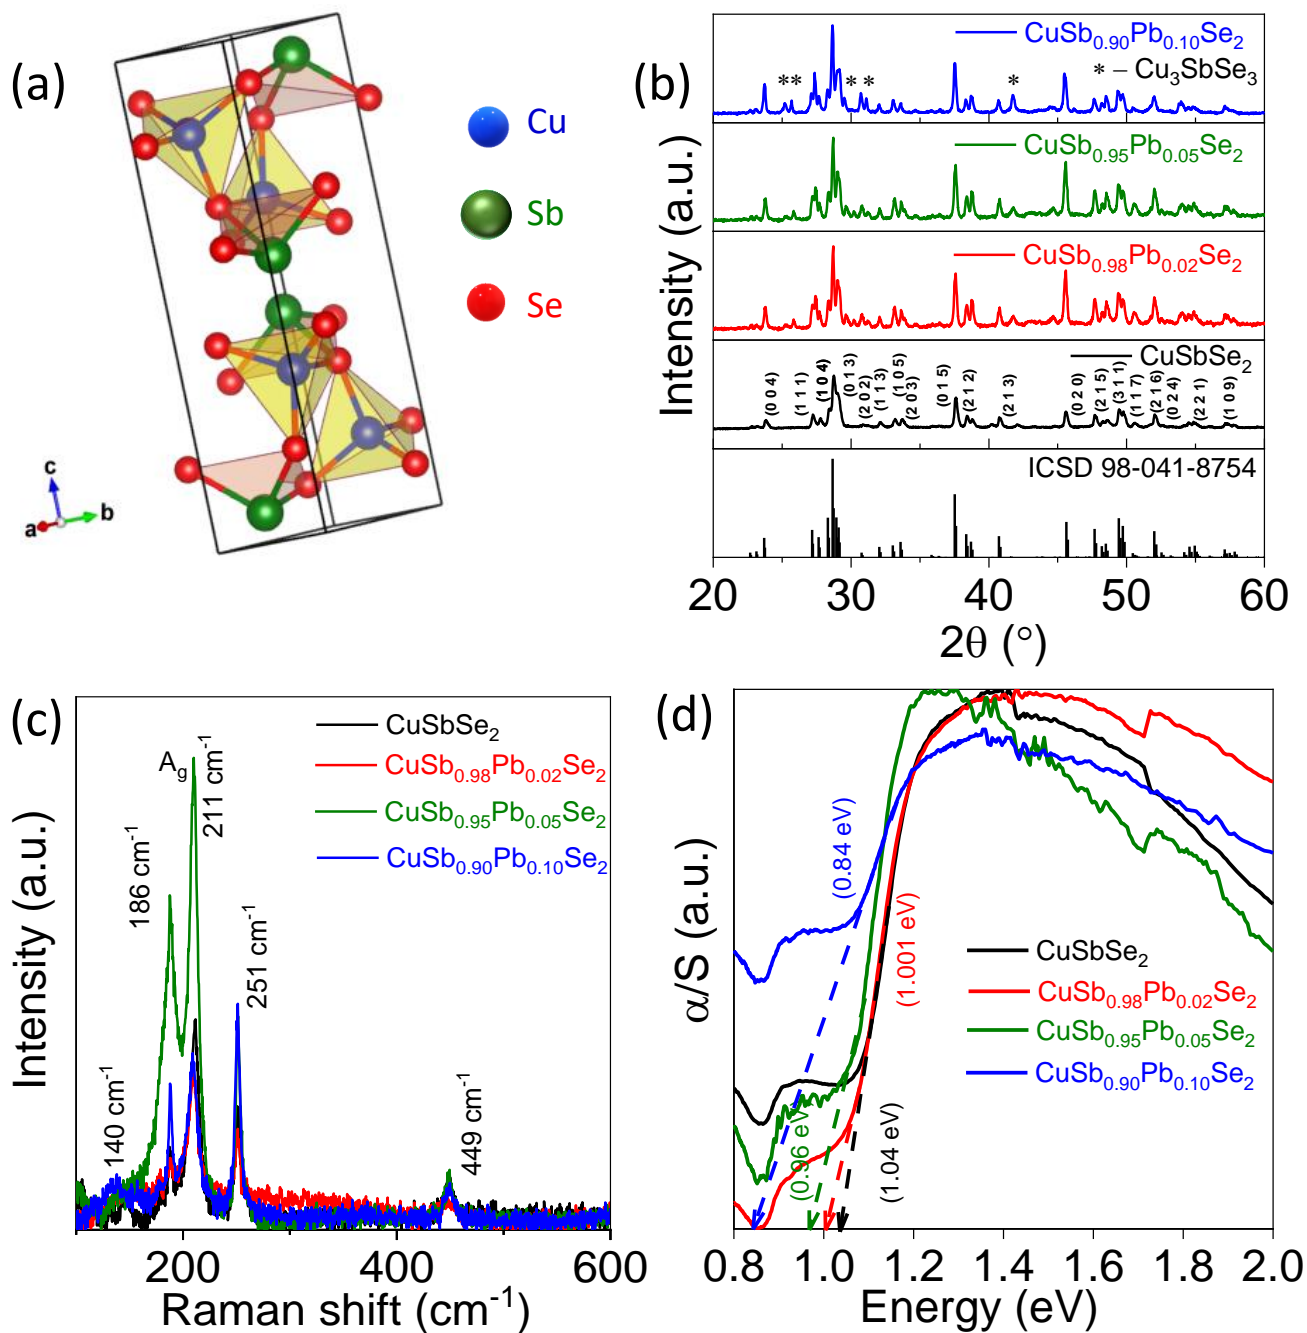 (a)
Cu
Sb
Se
c
a
b
(b)
Intensity (a.u.)
CuSb0.90Pb0.10Se2
** * * *
* – Cu3SbSe3
CuSb0.95Pb0.05Se2
CuSb0.98Pb0.02Se2
CuSbSe2
(0 0 4)
(1 1 1)
(1 0 4)
(0 1 3)
(2 0 2)
(1 1 3)
(1 0 5)
(2 0 3)
(0 1 5)
(2 1 2)
(2 1 3)
(0 2 0)
(2 1 5)
(3 1 1)
(1 1 7)
(2 1 6)
(0 2 4)
(2 2 1)
(1 0 9)
ICSD 98-041-8754
20 30 40 50 60
2θ (°)
(c)
Intensity (a.u.)
CuSbSe2
CuSb0.98Pb0.02Se2
CuSb0.95Pb0.05Se2
CuSb0.90Pb0.10Se2
140 cm-1
186 cm-1
Ag
211 cm-1
251 cm-1
449 cm-1
200 400 600
Raman shift (cm-1)
(d)
α/S (a.u.)
(0.84 eV)
(1.001 eV)
(0.96 eV)
(1.04 eV)
CuSbSe2
CuSb0.98Pb0.02Se2
CuSb0.95Pb0.05Se2
CuSb0.90Pb0.10Se2
0.8 1.0 1.2 1.4 1.6 1.8 2.0
Energy (eV)